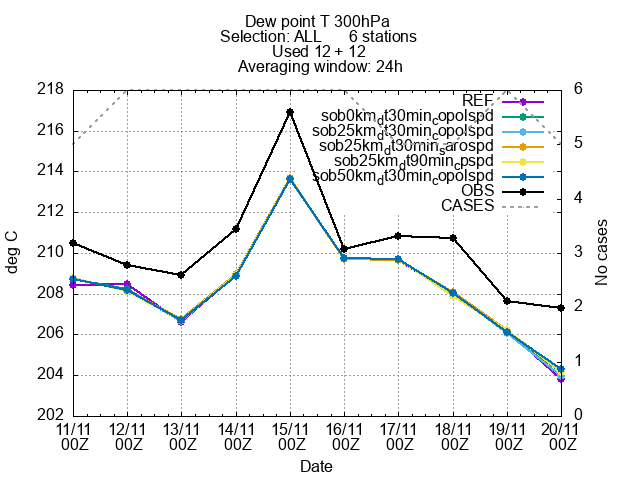 Dew point T 300hPa
Selection: ALL 6 stations
Used 12 + 12
Averaging window: 24h
REF
sob0km_dt30min_copolspd
sob25km_dt30min_copolspd
sob25km_dt30min_sarospd
sob25km_dt90min_cpspd
sob50km_dt30min_copolspd
OBS
CASES
218
216
214
212
210
208
206
204
202
6
5
4
3
2
1
0
deg C
No cases
11/11 12/11 13/11 14/11 15/11 16/11 17/11 18/11 19/11 20/11
00Z 00Z 00Z 00Z 00Z 00Z 00Z 00Z 00Z 00Z
Date